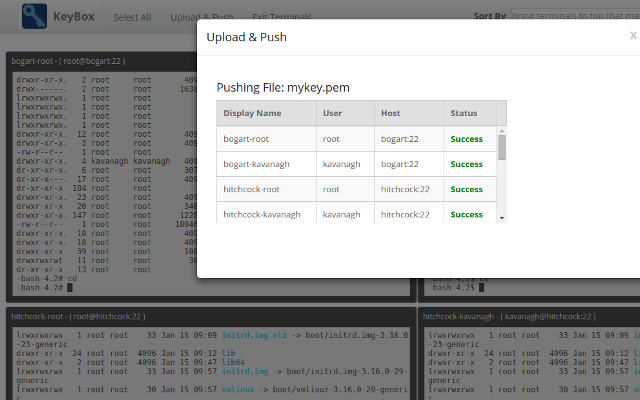 KeyBox Select All Upload & Push Exit Terminals Sort By Bring terminals to top that
Upload & Push x
Pushing File: mykey.pem
Display Name User Host Status
bogart-root root bogart:22 Success
bogart-kavanagh kavanagh bogart:22 Success
hitchcock-root root hitchcock:22 Success
hitchcock-kavanagh kavanagh hitchcock:22 Success
bogart-root - ( root@bogart:22 )
drwxr-xr-x. 2 root root 409
drwx------. 2 root root 1638
lrwxrwxrwx. 1 root root
lrwxrwxrwx. 1 root root
lrwxrwxrwx. 1 root root
lrwxrwxrwx. 1 root root
drwxr-xr-x. 12 root root 409
drwxr-xr-x. 3 root root 409
-rw-r--r-- 1 root root
drwxr-xr-x. 4 kavanagh kavanagh 409
dr-xr-xr-x. 6 root root 307
dr-xr-x---. 17 root root 409
dr-xr-xr-x 184 root root
drwxr-xr-x. 23 root root 409
drwxr-xr-x 20 root root 340
drwxr-xr-x. 147 root root 1228
-rw-r--r-- 1 root root 18046
drwxr-xr-x. 18 root root 409
drwxr-xr-x. 18 root root 409
drwxr-xr-x 39 root root 108
drwxrwxrwt 11 root root 36
dr-xr-xr-x 13 root root
-bash-4.2# cd
-bash-4.2#
-bash-4.2$ cd
-bash-4.2$
hitchcock-root - ( root@hitchcock:22 )
lrwxrwxrwx 1 root root 33 Jan 15 09:09 initrd.img.old -> boot/initrd.img-3.16.0
-23-generic
drwxr-xr-x 24 root root 4096 Jan 15 09:12 lib
drwxr-xr-x 2 root root 4096 Jan 15 09:47 lib64
lrwxrwxrwx 1 root root 33 Jan 15 09:57 initrd.img -> boot/initrd.img-3.16.0-29-
generic
lrwxrwxrwx 1 root root 30 Jan 15 09:57 vmlinuz -> boot/vmlinuz-3.16.0-29-generi
c
hitchcock-kavanagh - ( kavanagh@hitchcock:22 )
lrwxrwxrwx 1 root root 33 Jan 15 09:09
-23-generic
drwxr-xr-x 24 root root 4096 Jan 15 09:12
drwxr-xr-x 2 root root 4096 Jan 15 09:47
lrwxrwxrwx 1 root root 33 Jan 15 09:57
generic
lrwxrwxrwx 1 root root 30 Jan 15 09:57
c